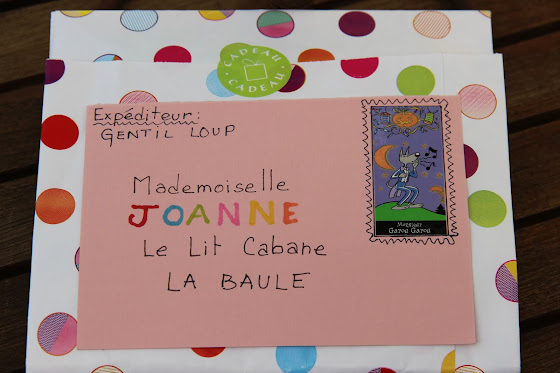 CADEAU
CADEAU
Expéditeur:
GENTIL LOUP
Mademoiselle
JOANNE
Le Lit Cabane
LA BAULE
Monsieur
Garou Garou